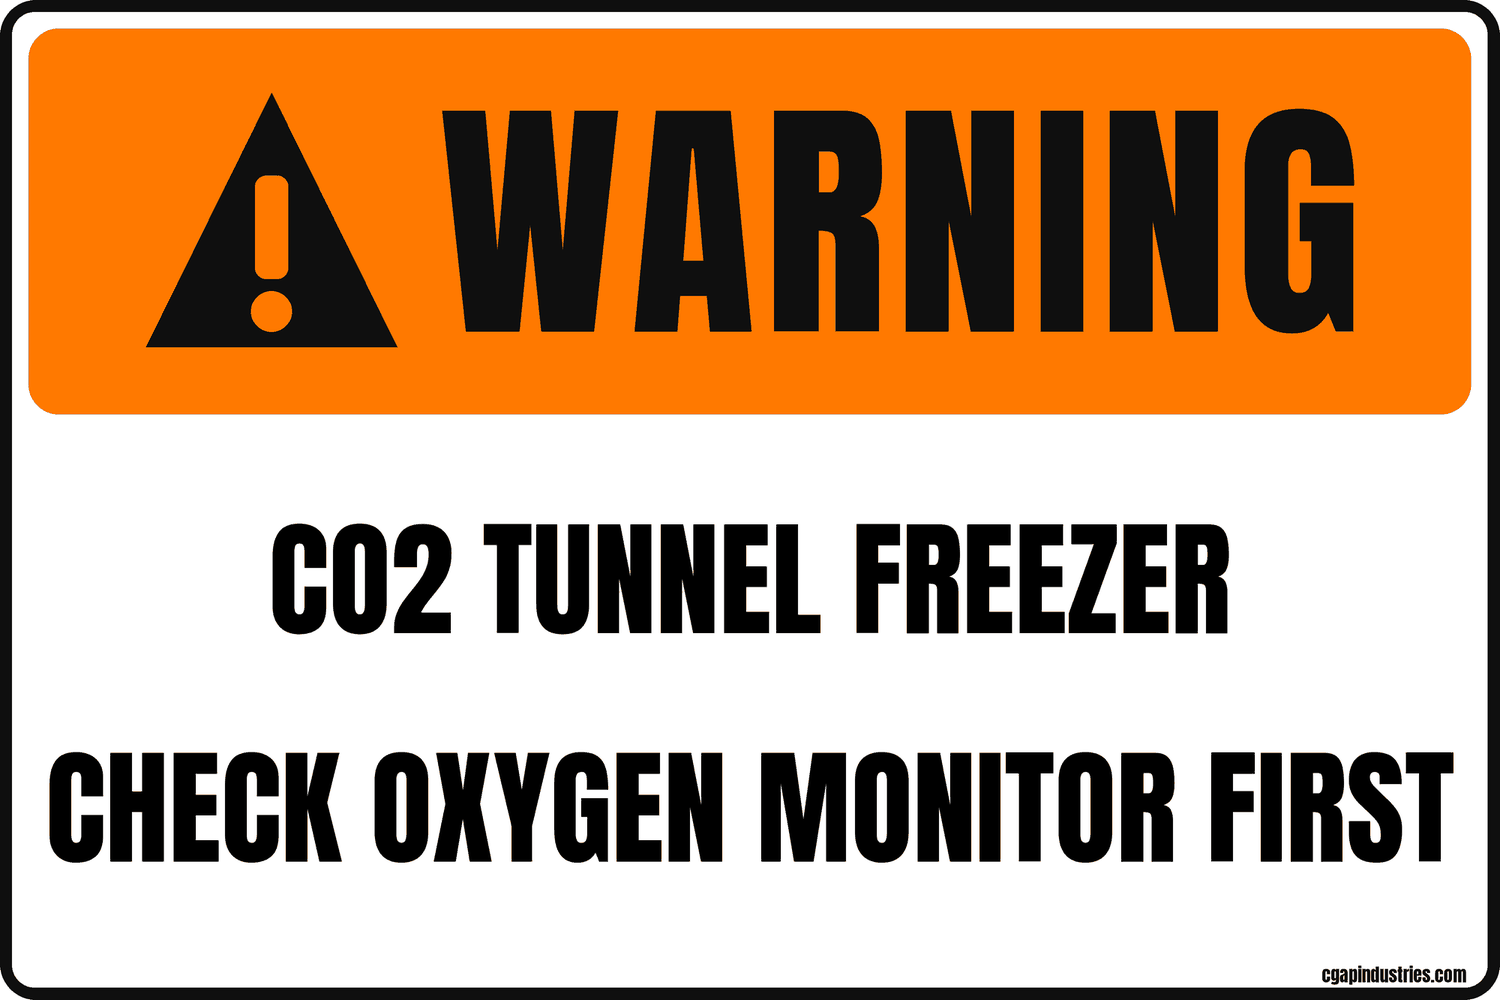 WARNING
CO2 TUNNEL FREEZER
CHECK OXYGEN MONITOR FIRST
cgapindustries.com